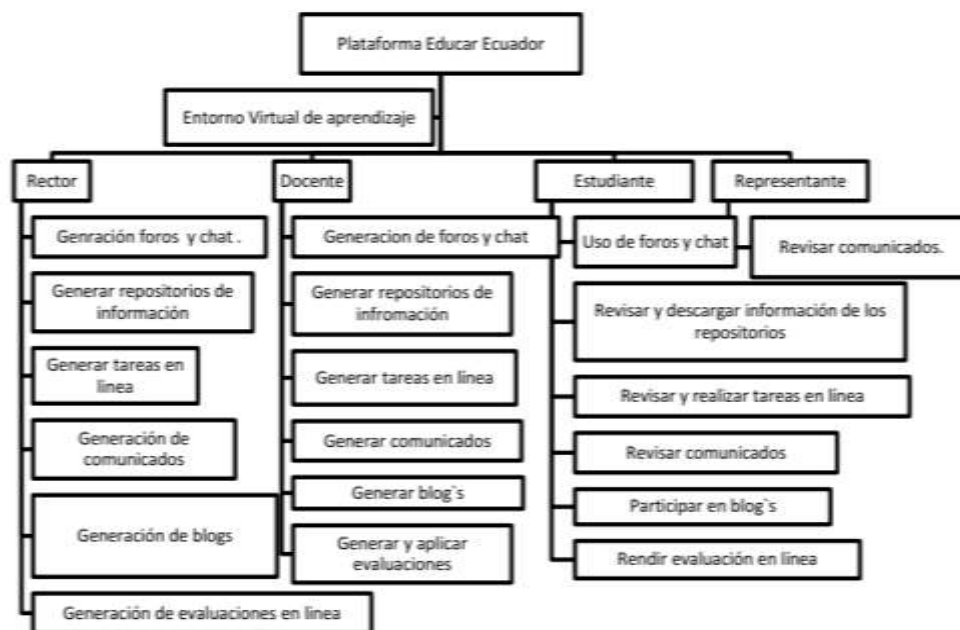 Plataforma Educar Ecuador
Entorno Virtual de aprendizaje
Rector
Docente
Estudiante
Representante
Genración foros y chat .
Generar repositorios de
información
Generar tareas en
linea
Generación de
comunicados
Generación de blogs
Generación de evaluaciones en linea
Generacion de foros y chat
Generar repositorios de
infromación
Generar tareas en línea
Generar comunicados
Generar blog`s
Generar y aplicar
evaluaciones
Uso de foros y chat
Revisar y descargar información de los
repositorios
Revisar y realizar tareas en línea
Revisar comunicados
Participar en blog`s
Rendir evaluación en línea
Revisar comunicados.